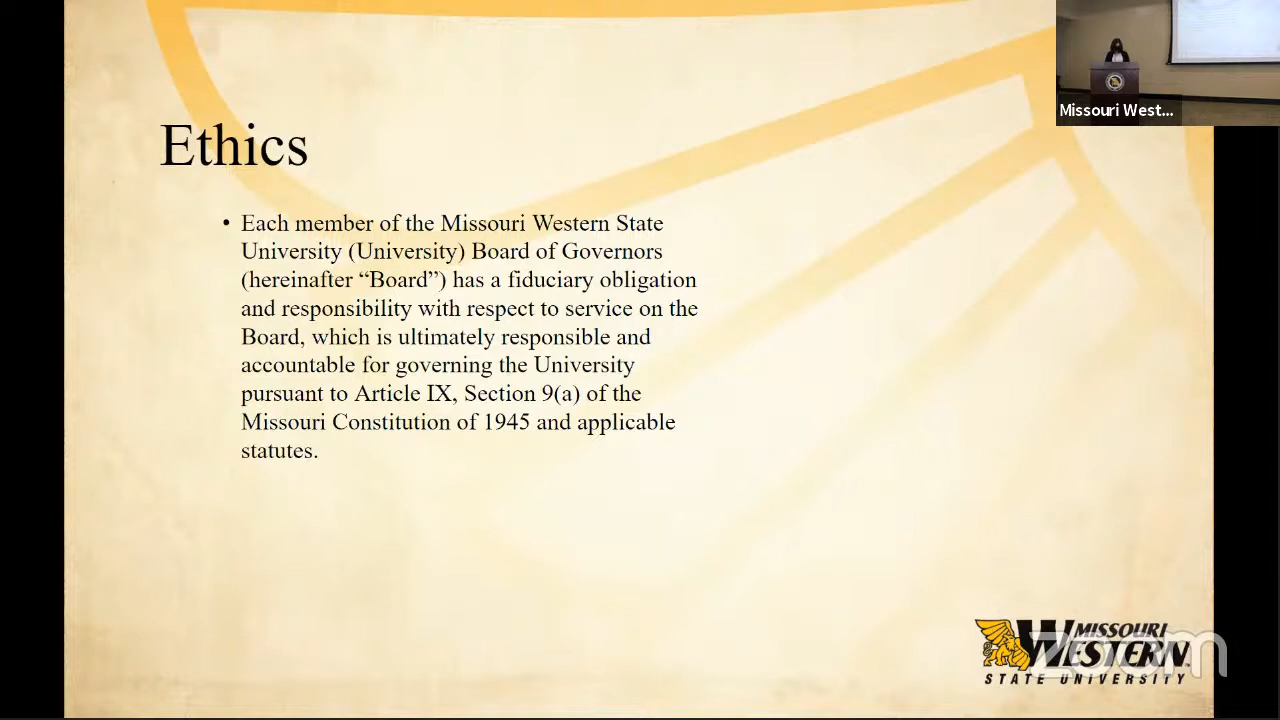 Missouri West...
Ethics
• Each member of the Missouri Western State
University (University) Board of Governors
(hereinafter “Board”) has a fiduciary obligation
and responsibility with respect to service on the
Board, which is ultimately responsible and
accountable for governing the University
pursuant to Article IX, Section 9(a) of the
Missouri Constitution of 1945 and applicable
statutes.
MISSOURI
WESTERN
STATE UNIVERSITY
zoom